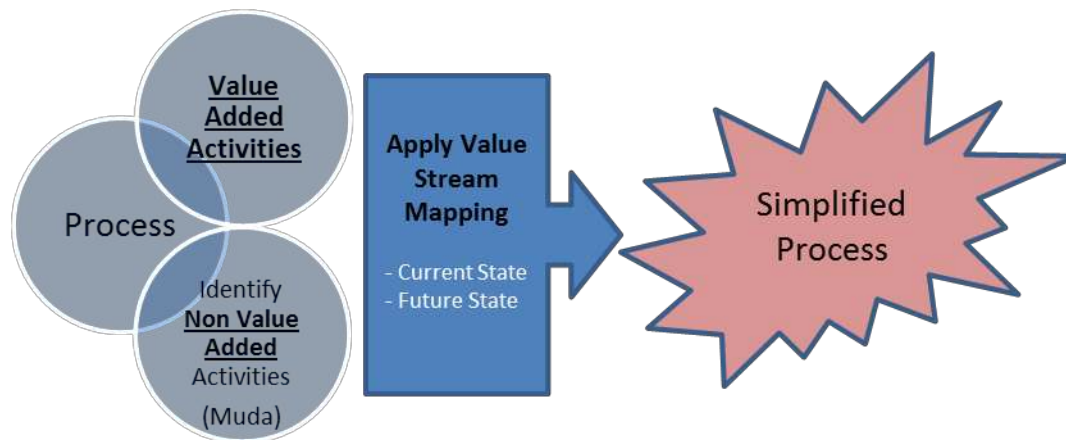 Value
Added
Activities
Process
Identify
Non Value
Added
Activities
(Muda)
Apply Value
Stream
Mapping
- Current State
- Future State
Simplified
Process